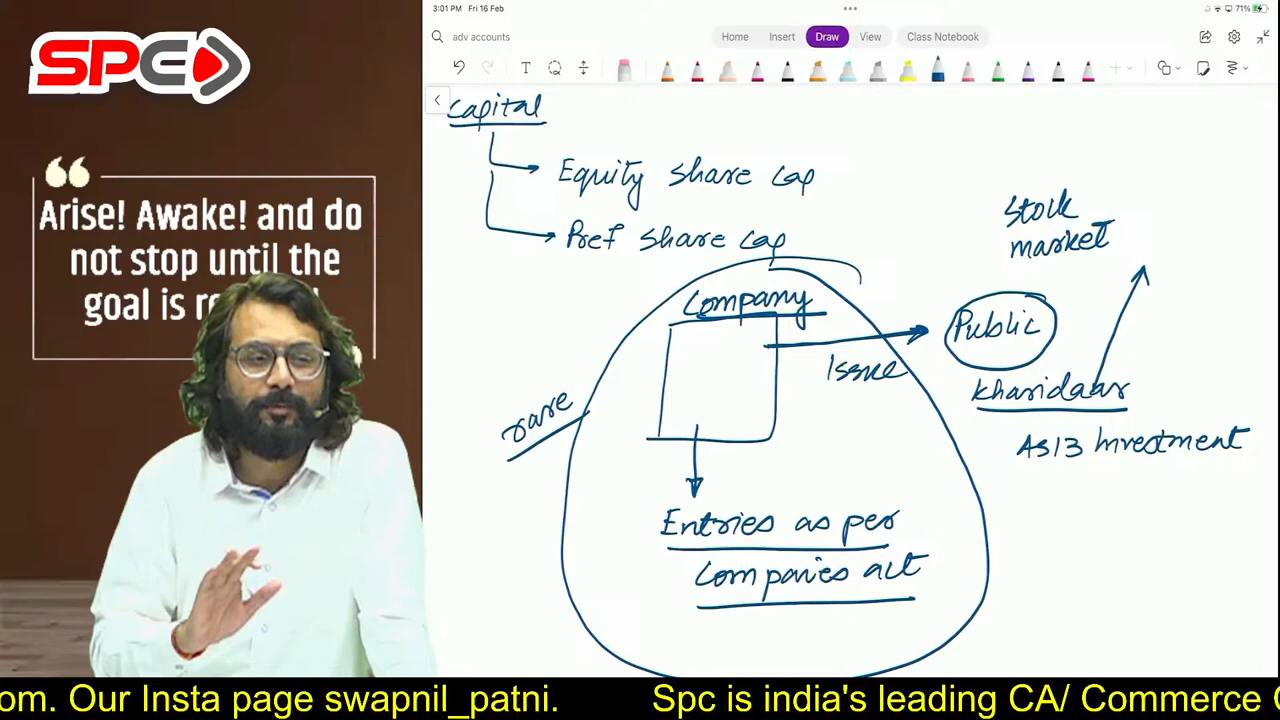 3:01 PM Fri 16 Feb
71%
adv accounts
Home Insert Draw View Class Notebook
SPC
Arise! Awake! and do
not stop until the
goal is re
Capital
Equity share cap
Pref share cap
Company
Issue
Public
Stock
market
kharidaar
AS13 Investment
rare
Entries as per
Companies act
om. Our Insta page swapnil_patni. Spc is india's leading CA/ Commerce